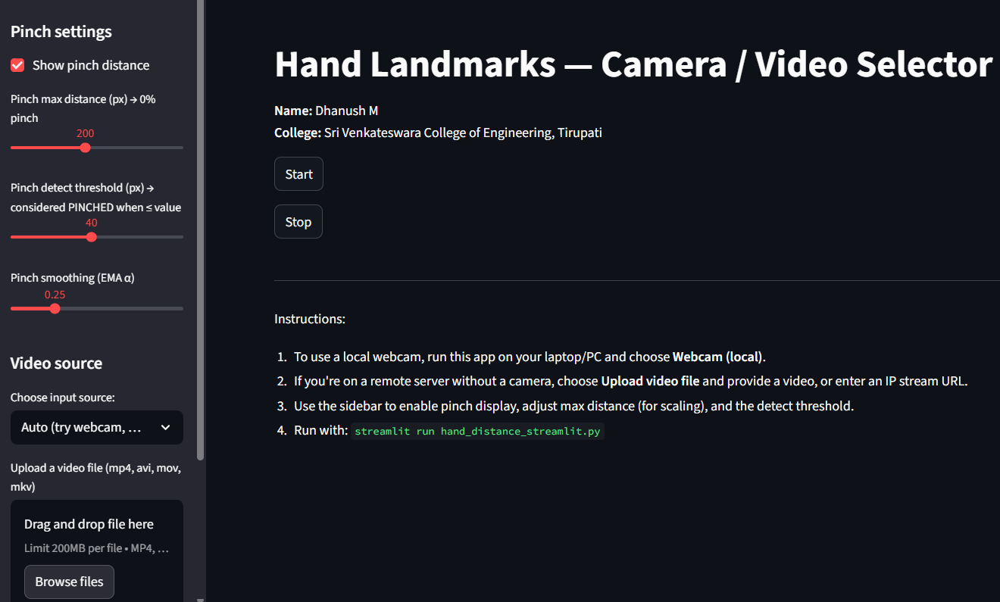 Pinch settings
Show pinch distance
Pinch max distance (px) → 0%
pinch
200
Pinch detect threshold (px) →
considered PINCHED when ≤ value
40
Pinch smoothing (EMA α)
0.25
Video source
Choose input source:
Auto (try webcam, …
Upload a video file (mp4, avi, mov,
mkv)
Drag and drop file here
Limit 200MB per file • MP4, …
Browse files
Hand Landmarks — Camera / Video Selector
Name: Dhanush M
College: Sri Venkateswara College of Engineering, Tirupati
Start
Stop
Instructions:
1. To use a local webcam, run this app on your laptop/PC and choose Webcam (local).
2. If you're on a remote server without a camera, choose Upload video file and provide a video, or enter an IP stream URL.
3. Use the sidebar to enable pinch display, adjust max distance (for scaling), and the detect threshold.
4. Run with: streamlit run hand_distance_streamlit.py